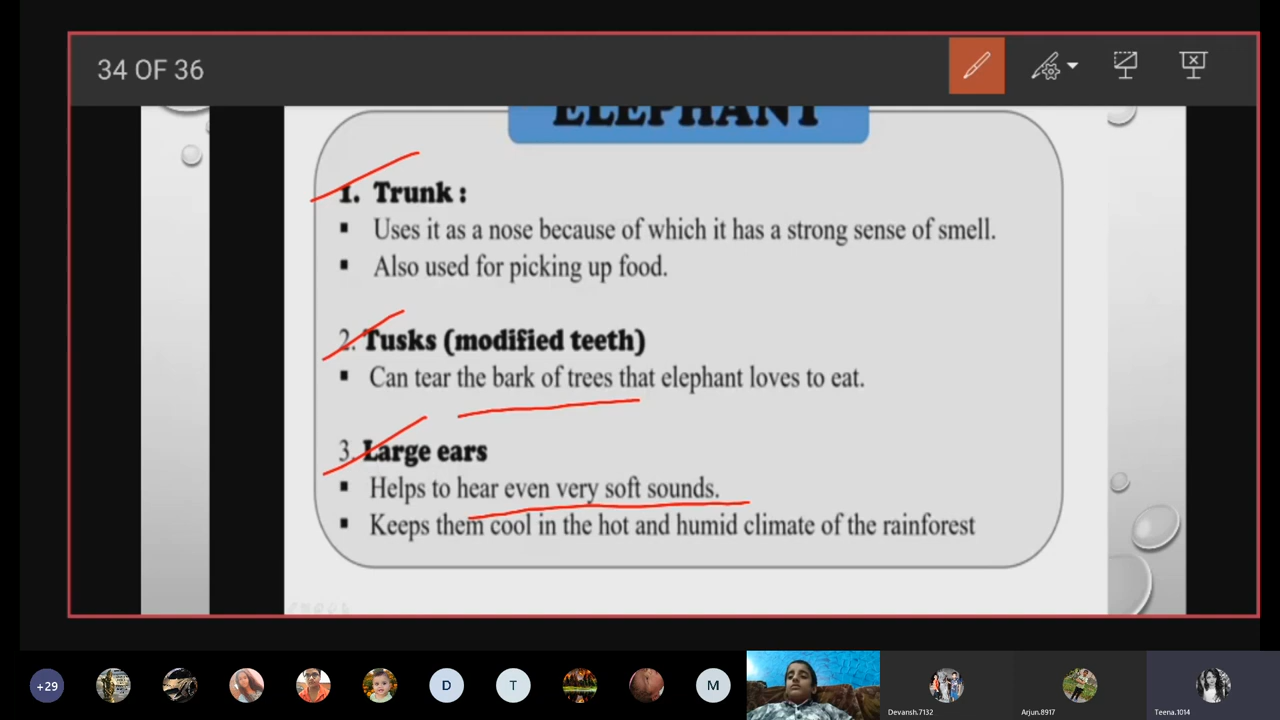 34 OF 36
ELEPHANT
1. Trunk :
▪ Uses it as a nose because of which it has a strong sense of smell.
▪ Also used for picking up food.
2. Tusks (modified teeth)
▪ Can tear the bark of trees that elephant loves to eat.
3. Large ears
▪ Helps to hear even very soft sounds.
▪ Keeps them cool in the hot and humid climate of the rainforest
+29
D
T
M
Devansh.7132
Arjun.8917
Teena.1014